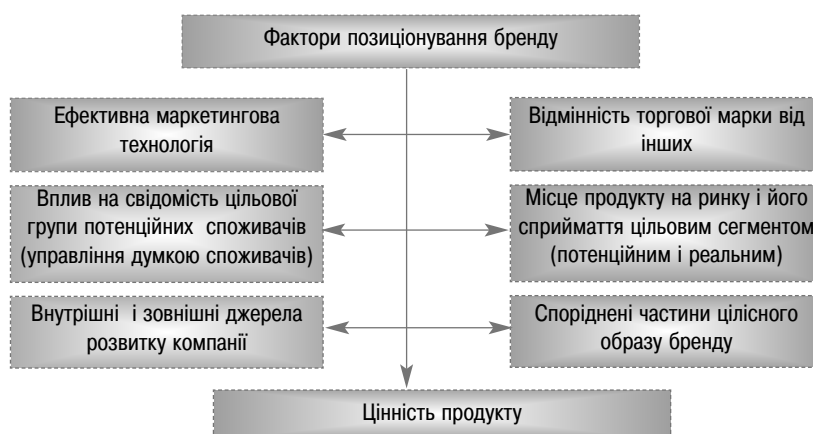 Фактори позиціонування бренду
Ефективна маркетингова
технологія
Відмінність торгової марки від
інших
Вплив на свідомість цільової
групи потенційних споживачів
(управління думкою споживачів)
Місце продукту на ринку і його
сприймаття цільовим сегментом
(потенційним і реальним)
Внутрішні і зовнішні джерела
розвитку компанії
Споріднені частини цілісного
образу бренду
Цінність продукту